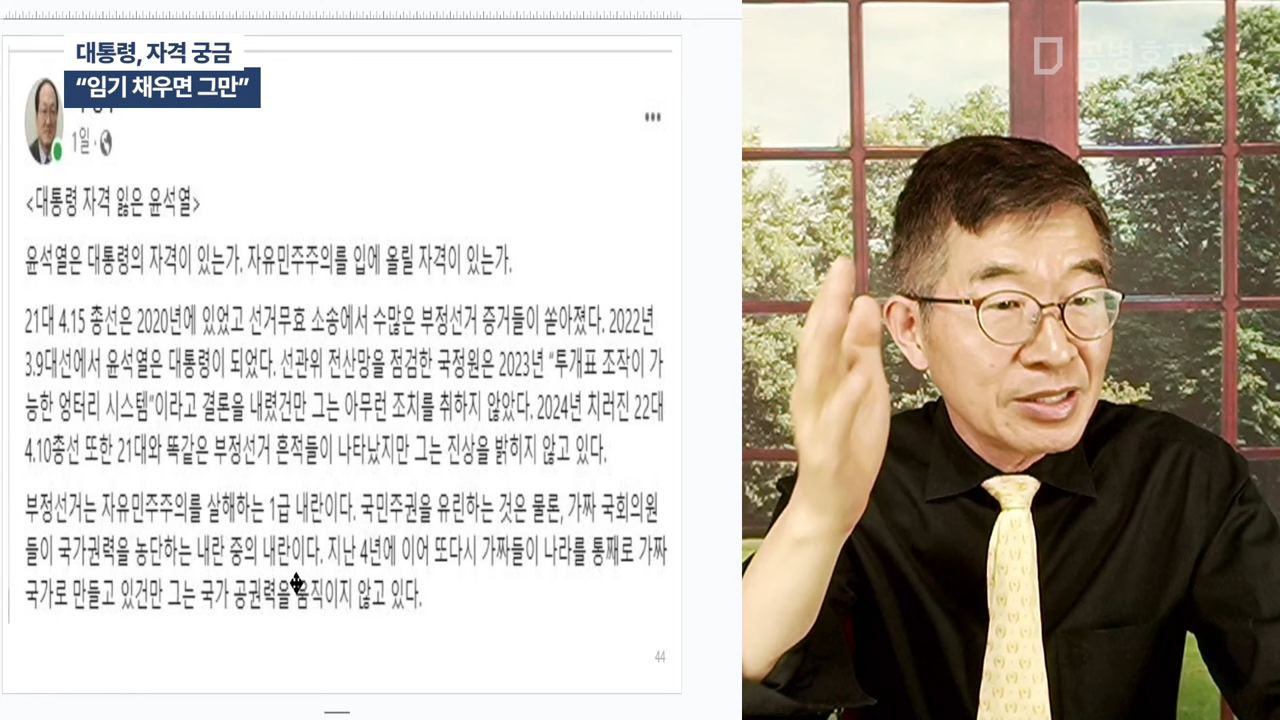 대통령, 자격 궁금
“임기 채우면 그만”
1일 ·
<대통령 자격 잃은 윤석열>
윤석열은 대통령의 자격이 있는가. 자유민주주의를 입에 올릴 자격이 있는가.
21대 4.15 총선은 2020년에 있었고 선거무효 소송에서 수많은 부정선거 증거들이 쏟아졌다. 2022년
3.9대선에서 윤석열은 대통령이 되었다. 선관위 전산망을 점검한 국정원은 2023년 “투개표 조작이 가
능한 엉터리 시스템”이라고 결론을 내렸건만 그는 아무런 조치를 취하지 않았다. 2024년 치러진 22대
4.10총선 또한 21대와 똑같은 부정선거 흔적들이 나타났지만 그는 진상을 밝히지 않고 있다.
부정선거는 자유민주주의를 살해하는 1급 내란이다. 국민주권을 유린하는 것은 물론, 가짜 국회의원
들이 국가권력을 농단하는 내란 중의 내란이다. 지난 4년에 이어 또다시 가짜들이 나라를 통째로 가짜
국가로 만들고 있건만 그는 국가 공권력을 움직이지 않고 있다.
44
공병호TV